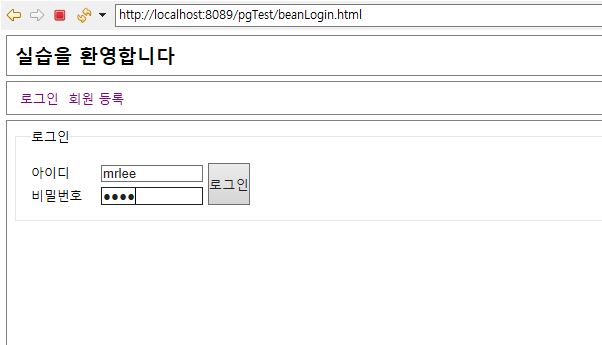 http://localhost:8089/pgTest/beanLogin.html
실습을 환영합니다
로그인 회원 등록
로그인
아이디 mrlee
로그인
비밀번호 ●●●●